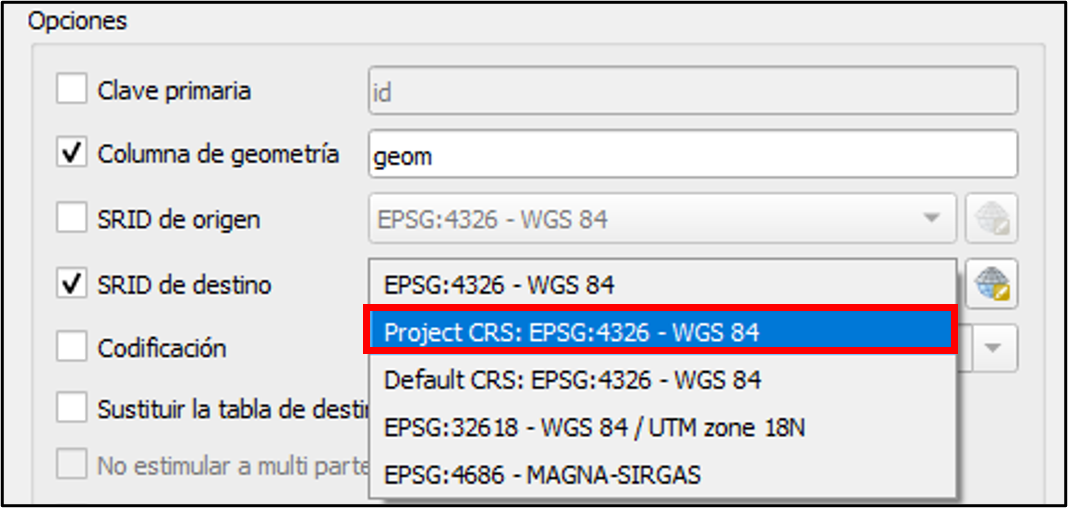 Opciones
Clave primaria id
Columna de geometría geom
SRID de origen EPSG:4326 - WGS 84
SRID de destino EPSG:4326 - WGS 84
Project CRS: EPSG:4326 - WGS 84
Codificación
Default CRS: EPSG:4326 - WGS 84
Sustituir la tabla de
EPSG:32618 - WGS 84 / UTM zone 18N
No estimular a multi
EPSG:4686 - MAGNA-SIRGAS